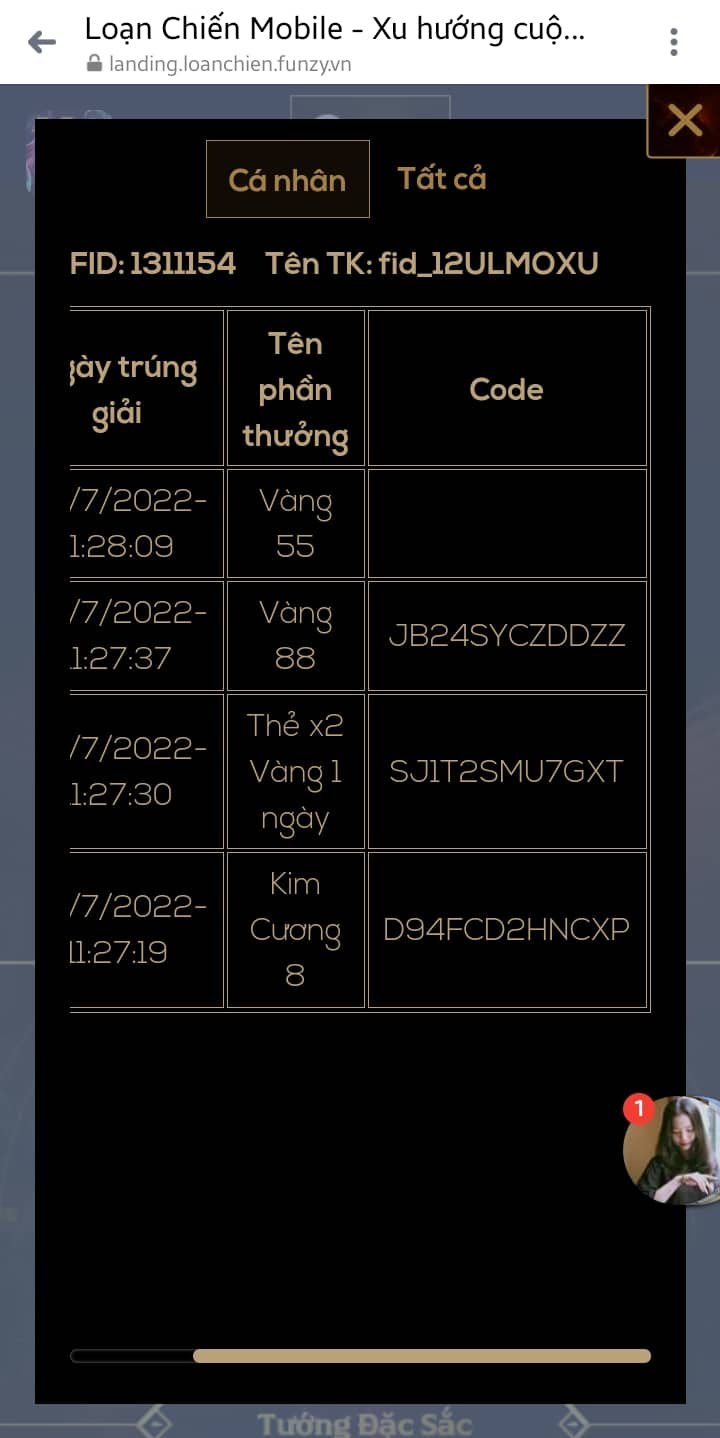 Loạn Chiến Mobile - Xu hướng cuộ...
landing.loanchien.funzy.vn
Cá nhân Tất cả
FID: 1311154 Tên TK: fid_12ULMOXU
gày trúng
giải
Tên
phần
thưởng
Code
/7/2022-
1:28:09
Vàng
55
/7/2022-
1:27:37
Vàng
88
JB24SYCZDDZZ
/7/2022-
1:27:30
Thẻ x2
Vàng 1
ngày
SJ1T2SMU7GXT
/7/2022-
11:27:19
Kim
Cương
8
D94FCD2HNCXP
1
Tướng Đặc Sắc